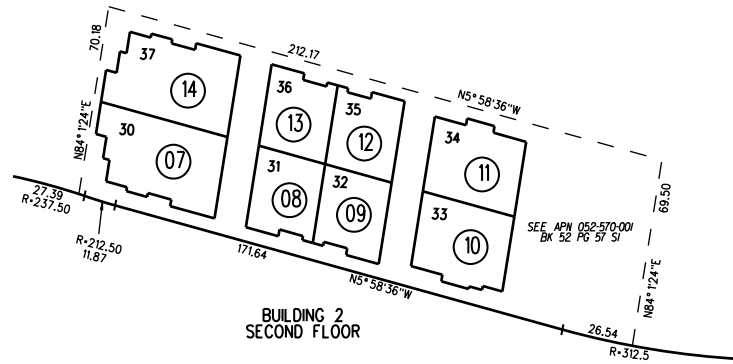 70.18
212.17
N5° 58'36"W
37
14
36
35
13
12
34
11
30
07
31
32
08
09
33
10
N84° 1'24"E
69.50
SEE APN 052-570-001
BK 52 PG 57 S1
27.39
R=237.50
R=212.50
11.87
171.64
N5° 58'36"W
N84° 1'24"E
26.54
R=312.5
BUILDING 2
SECOND FLOOR